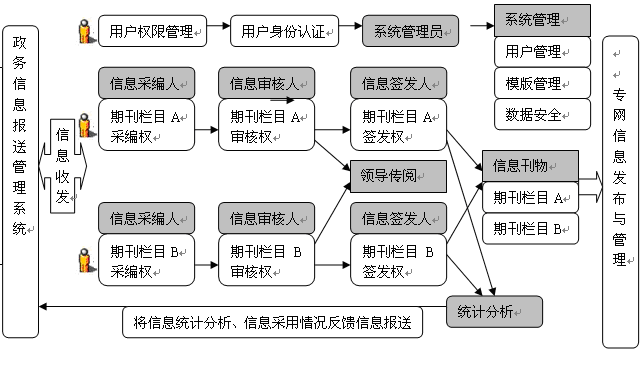 政务信息报送管理系统
信息收发
用户权限管理
用户身份认证
系统管理员
系统管理
用户管理
模版管理
数据安全
信息采编人
信息审核人
信息签发人
期刊栏目 A
采编权
期刊栏目 A
审核权
期刊栏目 A
签发权
领导传阅
信息刊物
期刊栏目 A
期刊栏目 B
信息采编人
信息审核人
信息签发人
期刊栏目 B
采编权
期刊栏目 B
审核权
期刊栏目 B
签发权
统计分析
将信息统计分析、信息采用情况反馈信息报送
专网信息发布与管理